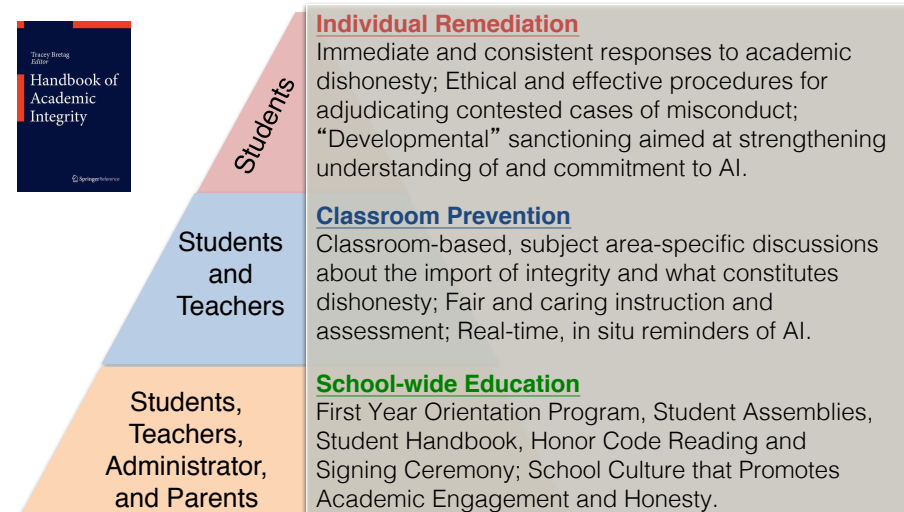 Tracey Bretag
Editor
Handbook of
Academic
Integrity
Springer Reference
Students
Individual Remediation
Immediate and consistent responses to academic
dishonesty; Ethical and effective procedures for
adjudicating contested cases of misconduct;
“Developmental” sanctioning aimed at strengthening
understanding of and commitment to AI.
Students
and
Teachers
Classroom Prevention
Classroom-based, subject area-specific discussions
about the import of integrity and what constitutes
dishonesty; Fair and caring instruction and
assessment; Real-time, in situ reminders of AI.
Students,
Teachers,
Administrator,
and Parents
School-wide Education
First Year Orientation Program, Student Assemblies,
Student Handbook, Honor Code Reading and
Signing Ceremony; School Culture that Promotes
Academic Engagement and Honesty.